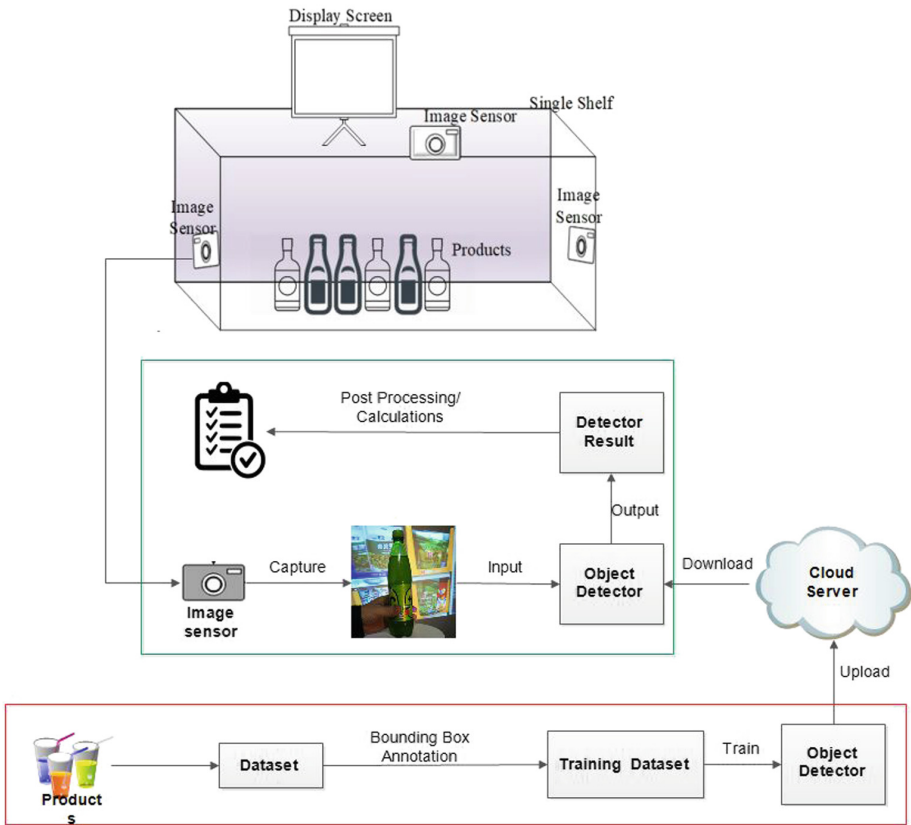 Display Screen
Single Shelf
Image Sensor
Image
Sensor
Image
Sensor
Products
Post Processing/
Calculations
Detector
Result
Output
Capture
Input
Object
Detector
Download
Cloud
Server
Image
sensor
Upload
Bounding Box
Annotation
Dataset
Training Dataset
Train
Object
Detector
Product
s